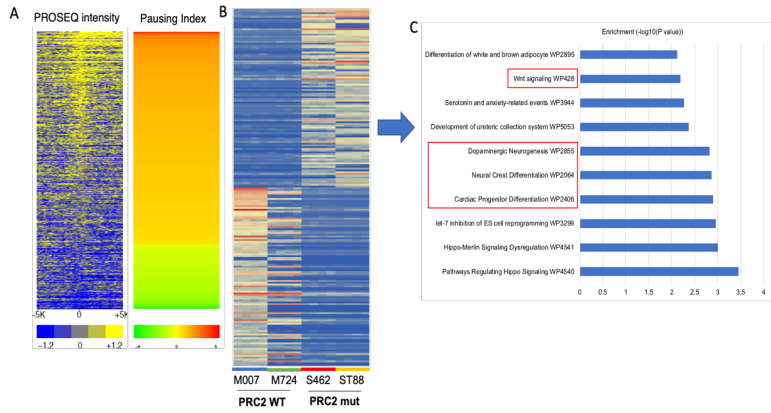 A
PROSEQ intensity
Pausing Index
-5K
0
+5K
-1.2
0
+1.2
-4
0
4
B
M007
M724
S462
ST88
PRC2 WT
PRC2 mut
C
Enrichment (-log10(P value))
Differentiation of white and brown adipocyte WP2895
Wnt signaling WP428
Serotonin and anxiety-related events WP3944
Development of ureteric collection system WP5053
Dopaminergic Neurogenesis WP2855
Neural Crest Differentiation WP2064
Cardiac Progenitor Differentiation WP2406
let-7 inhibition of ES cell reprogramming WP3299
Hippo-Merlin Signaling Dysregulation WP4541
Pathways Regulating Hippo Signaling WP4540
0
0.5
1
1.5
2
2.5
3
3.5
4